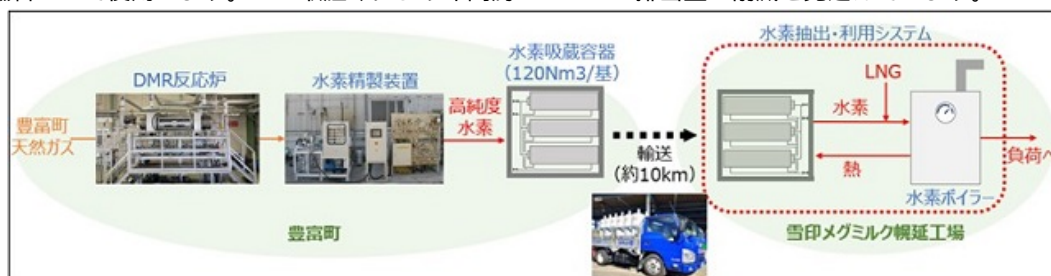 水素抽出・利用システム
水素吸蔵容器
(120Nm3/基)
DMR反応炉
水素精製装置
LNG
高純度
水素
水素
豊富町
天然ガス
輸送
(約10km)
熱
負荷へ
水素ボイラー
豊富町
雪印メグミルク幌延工場